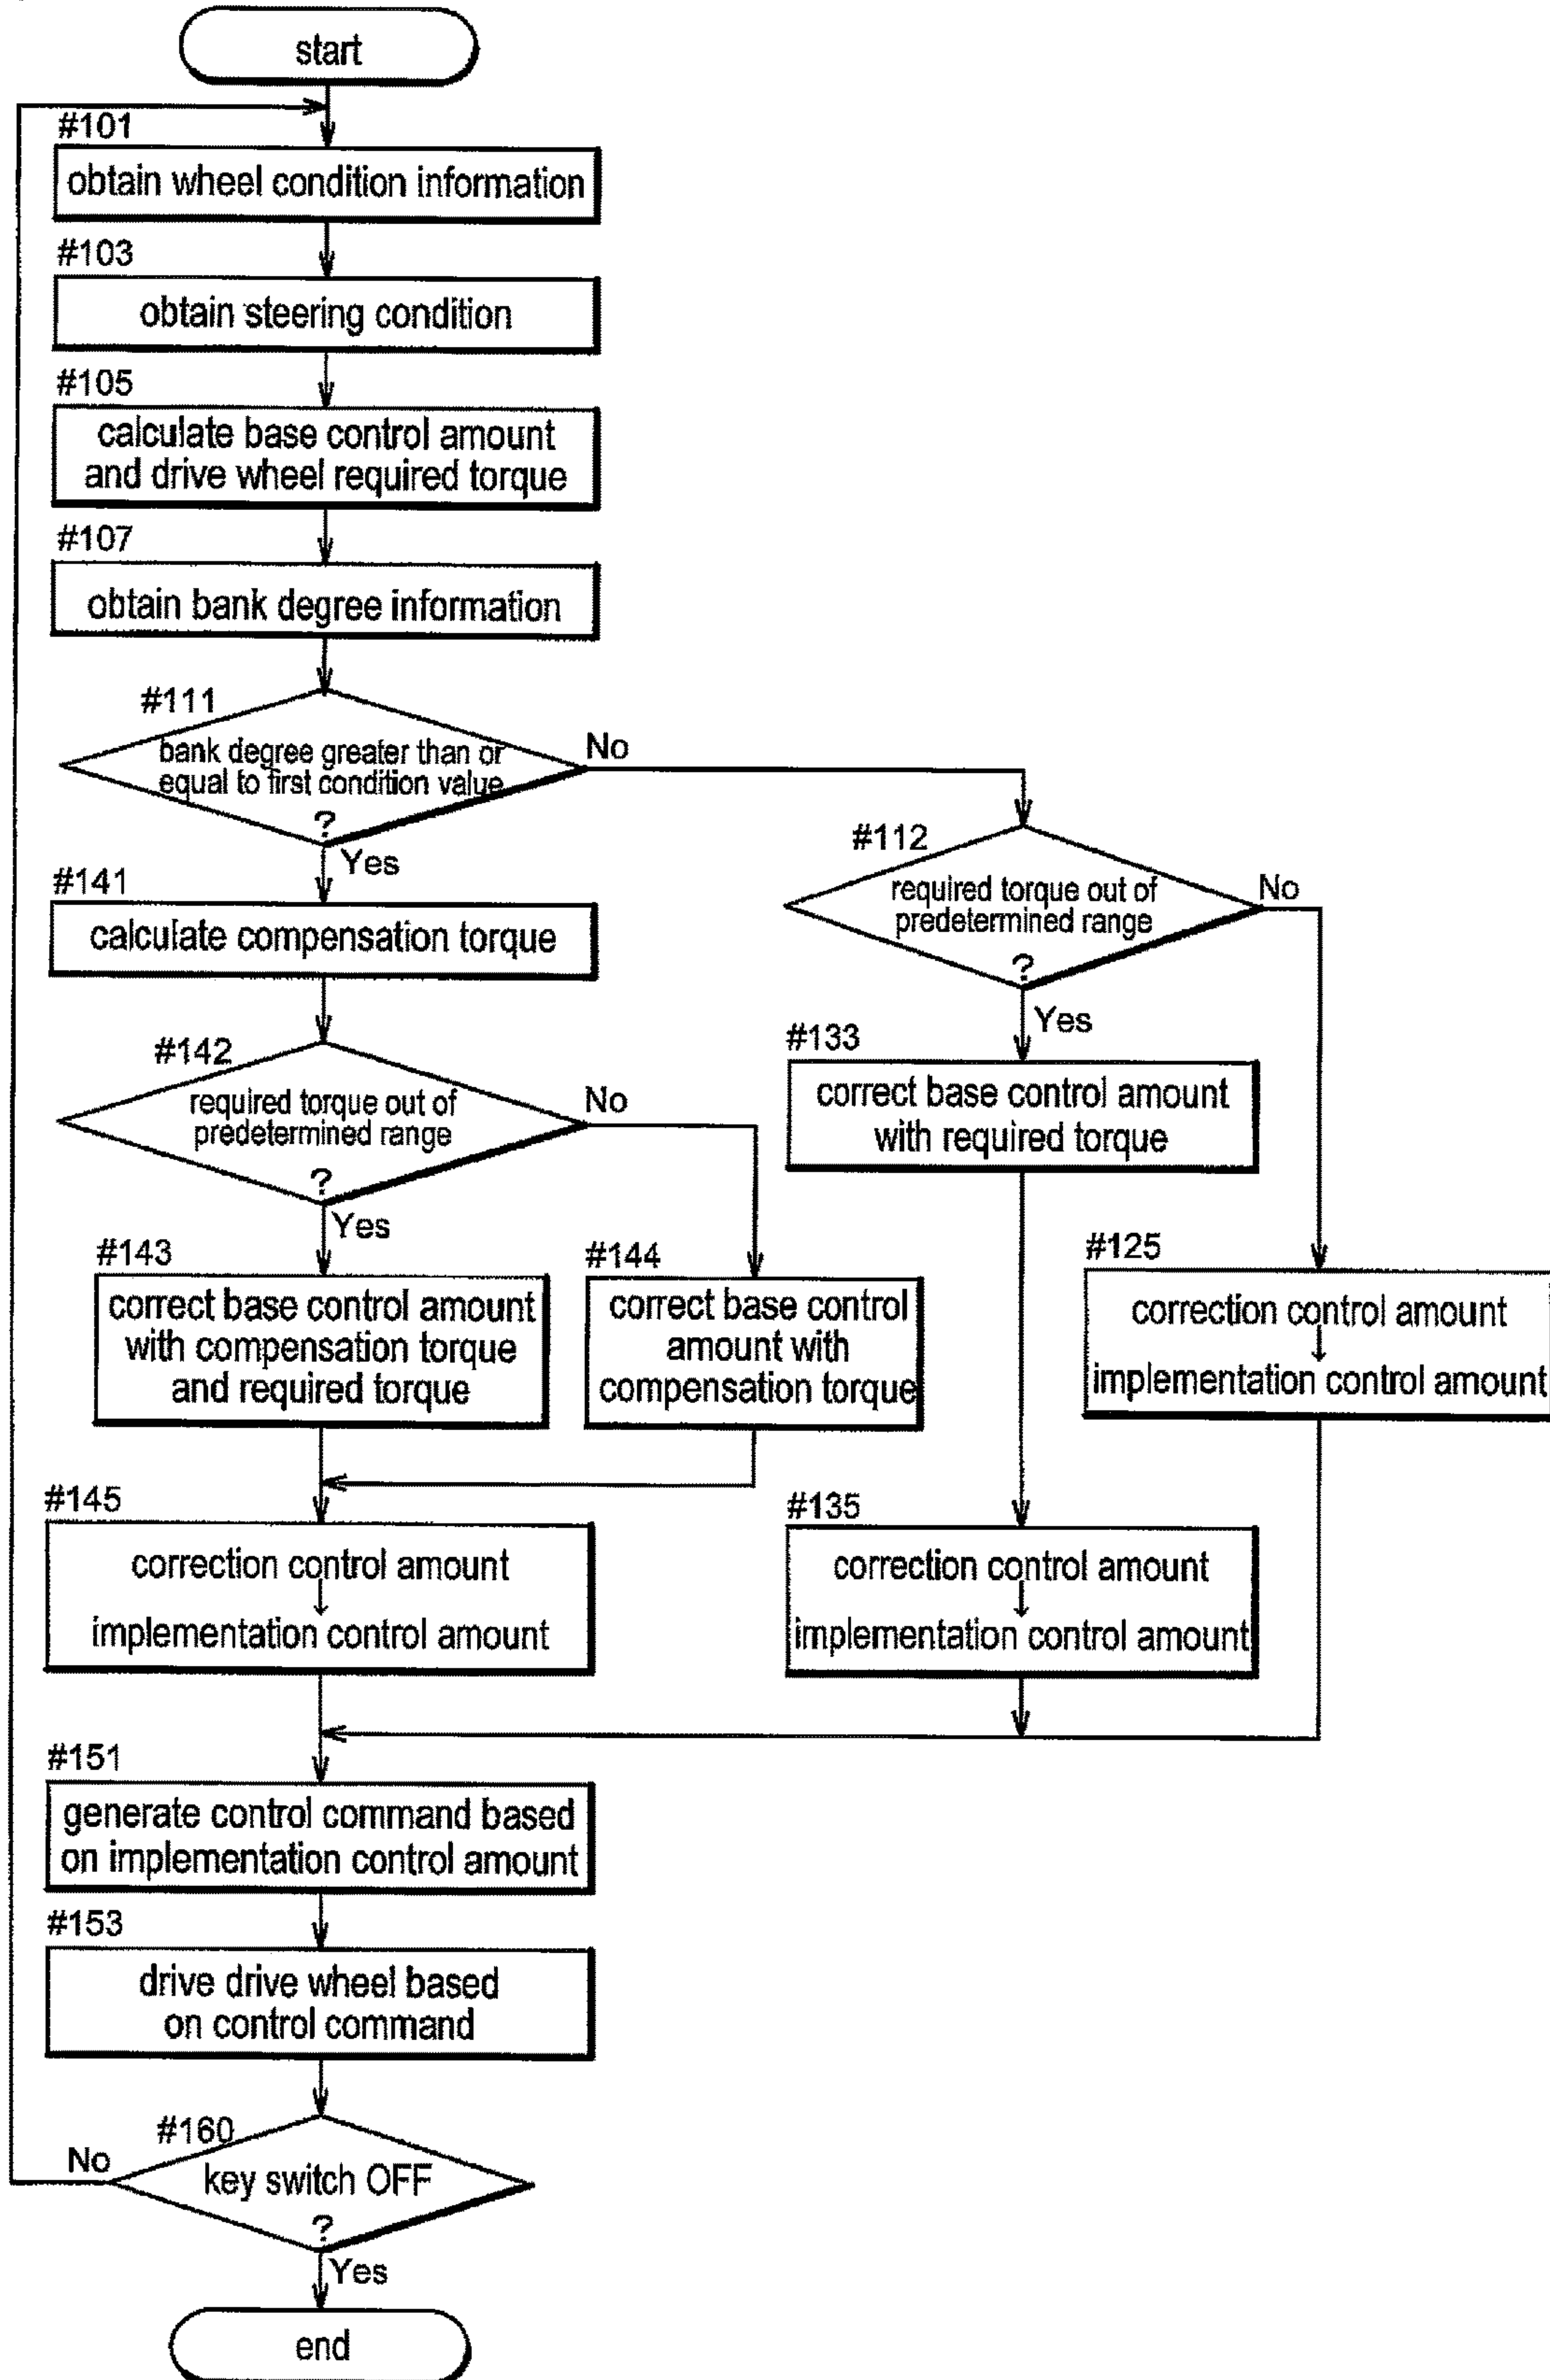 start
#101
obtain wheel condition information
#103
obtain steering condition
#105
calculate base control amount
and drive wheel required torque
#107
obtain bank degree information
#111
bank degree greater than or
equal to first condition value
?
No
Yes
#112
required torque out of
predetermined range
?
No
Yes
#141
calculate compensation torque
#142
required torque out of
predetermined range
?
No
Yes
#133
correct base control amount
with required torque
#143
correct base control amount
with compensation torque
and required torque
#144
correct base control
amount with
compensation torque
#125
correction control amount
↓
implementation control amount
#145
correction control amount
↓
implementation control amount
#135
correction control amount
↓
implementation control amount
#151
generate control command based
on implementation control amount
#153
drive drive wheel based
on control command
#160
key switch OFF
?
No
Yes
end